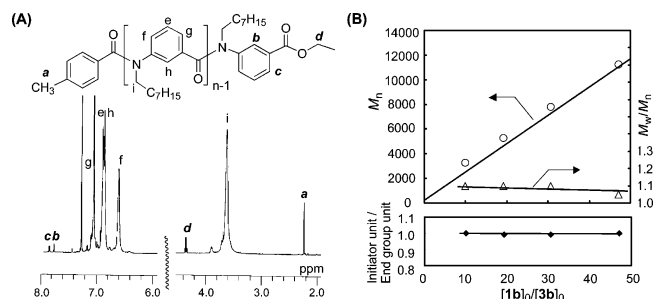 (A)
C₇H₁₅
e
f
g
O
N
O
N
b
O
d
a
i
h
O
n-1
c
CH₃
C₇H₁₅
e h
g
f
i
a
c b
d
ppm
8.0 7.0 6.0 4.0 3.0 2.0
(B)
14000
12000
10000
8000
6000
4000
2000
0
Mn
1.3
1.2
1.1
1.0
Mw/Mn
1.1
1.0
0.9
0.8
Initiator unit /
End group unit
0 10 20 30 40 50
[1b]₀/[3b]₀